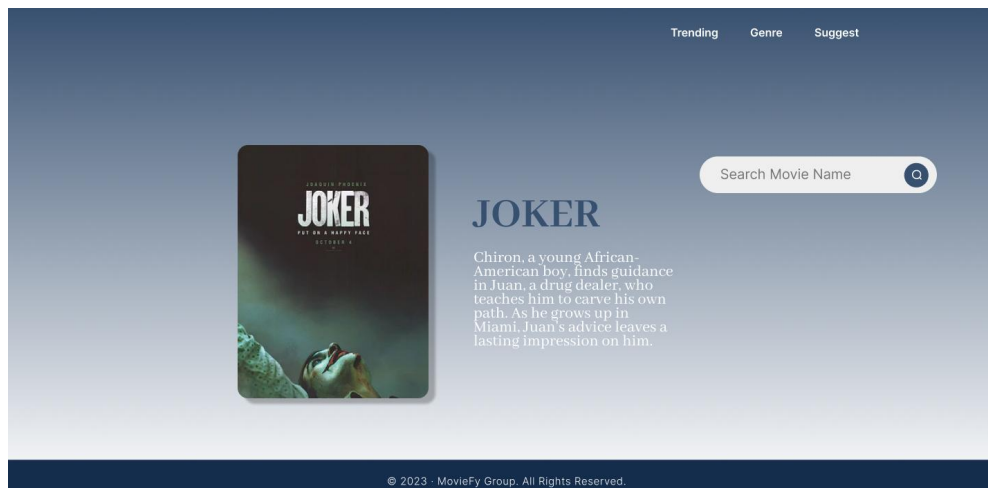 Trending Genre Suggest
Search Movie Name
JOAQUIN PHOENIX
JOKER
PUT ON A HAPPY FACE
OCTOBER 4
JOKER
Chiron, a young African-
American boy, finds guidance
in Juan, a drug dealer, who
teaches him to carve his own
path. As he grows up in
Miami, Juan's advice leaves a
lasting impression on him.
© 2023 · MovieFy Group. All Rights Reserved.